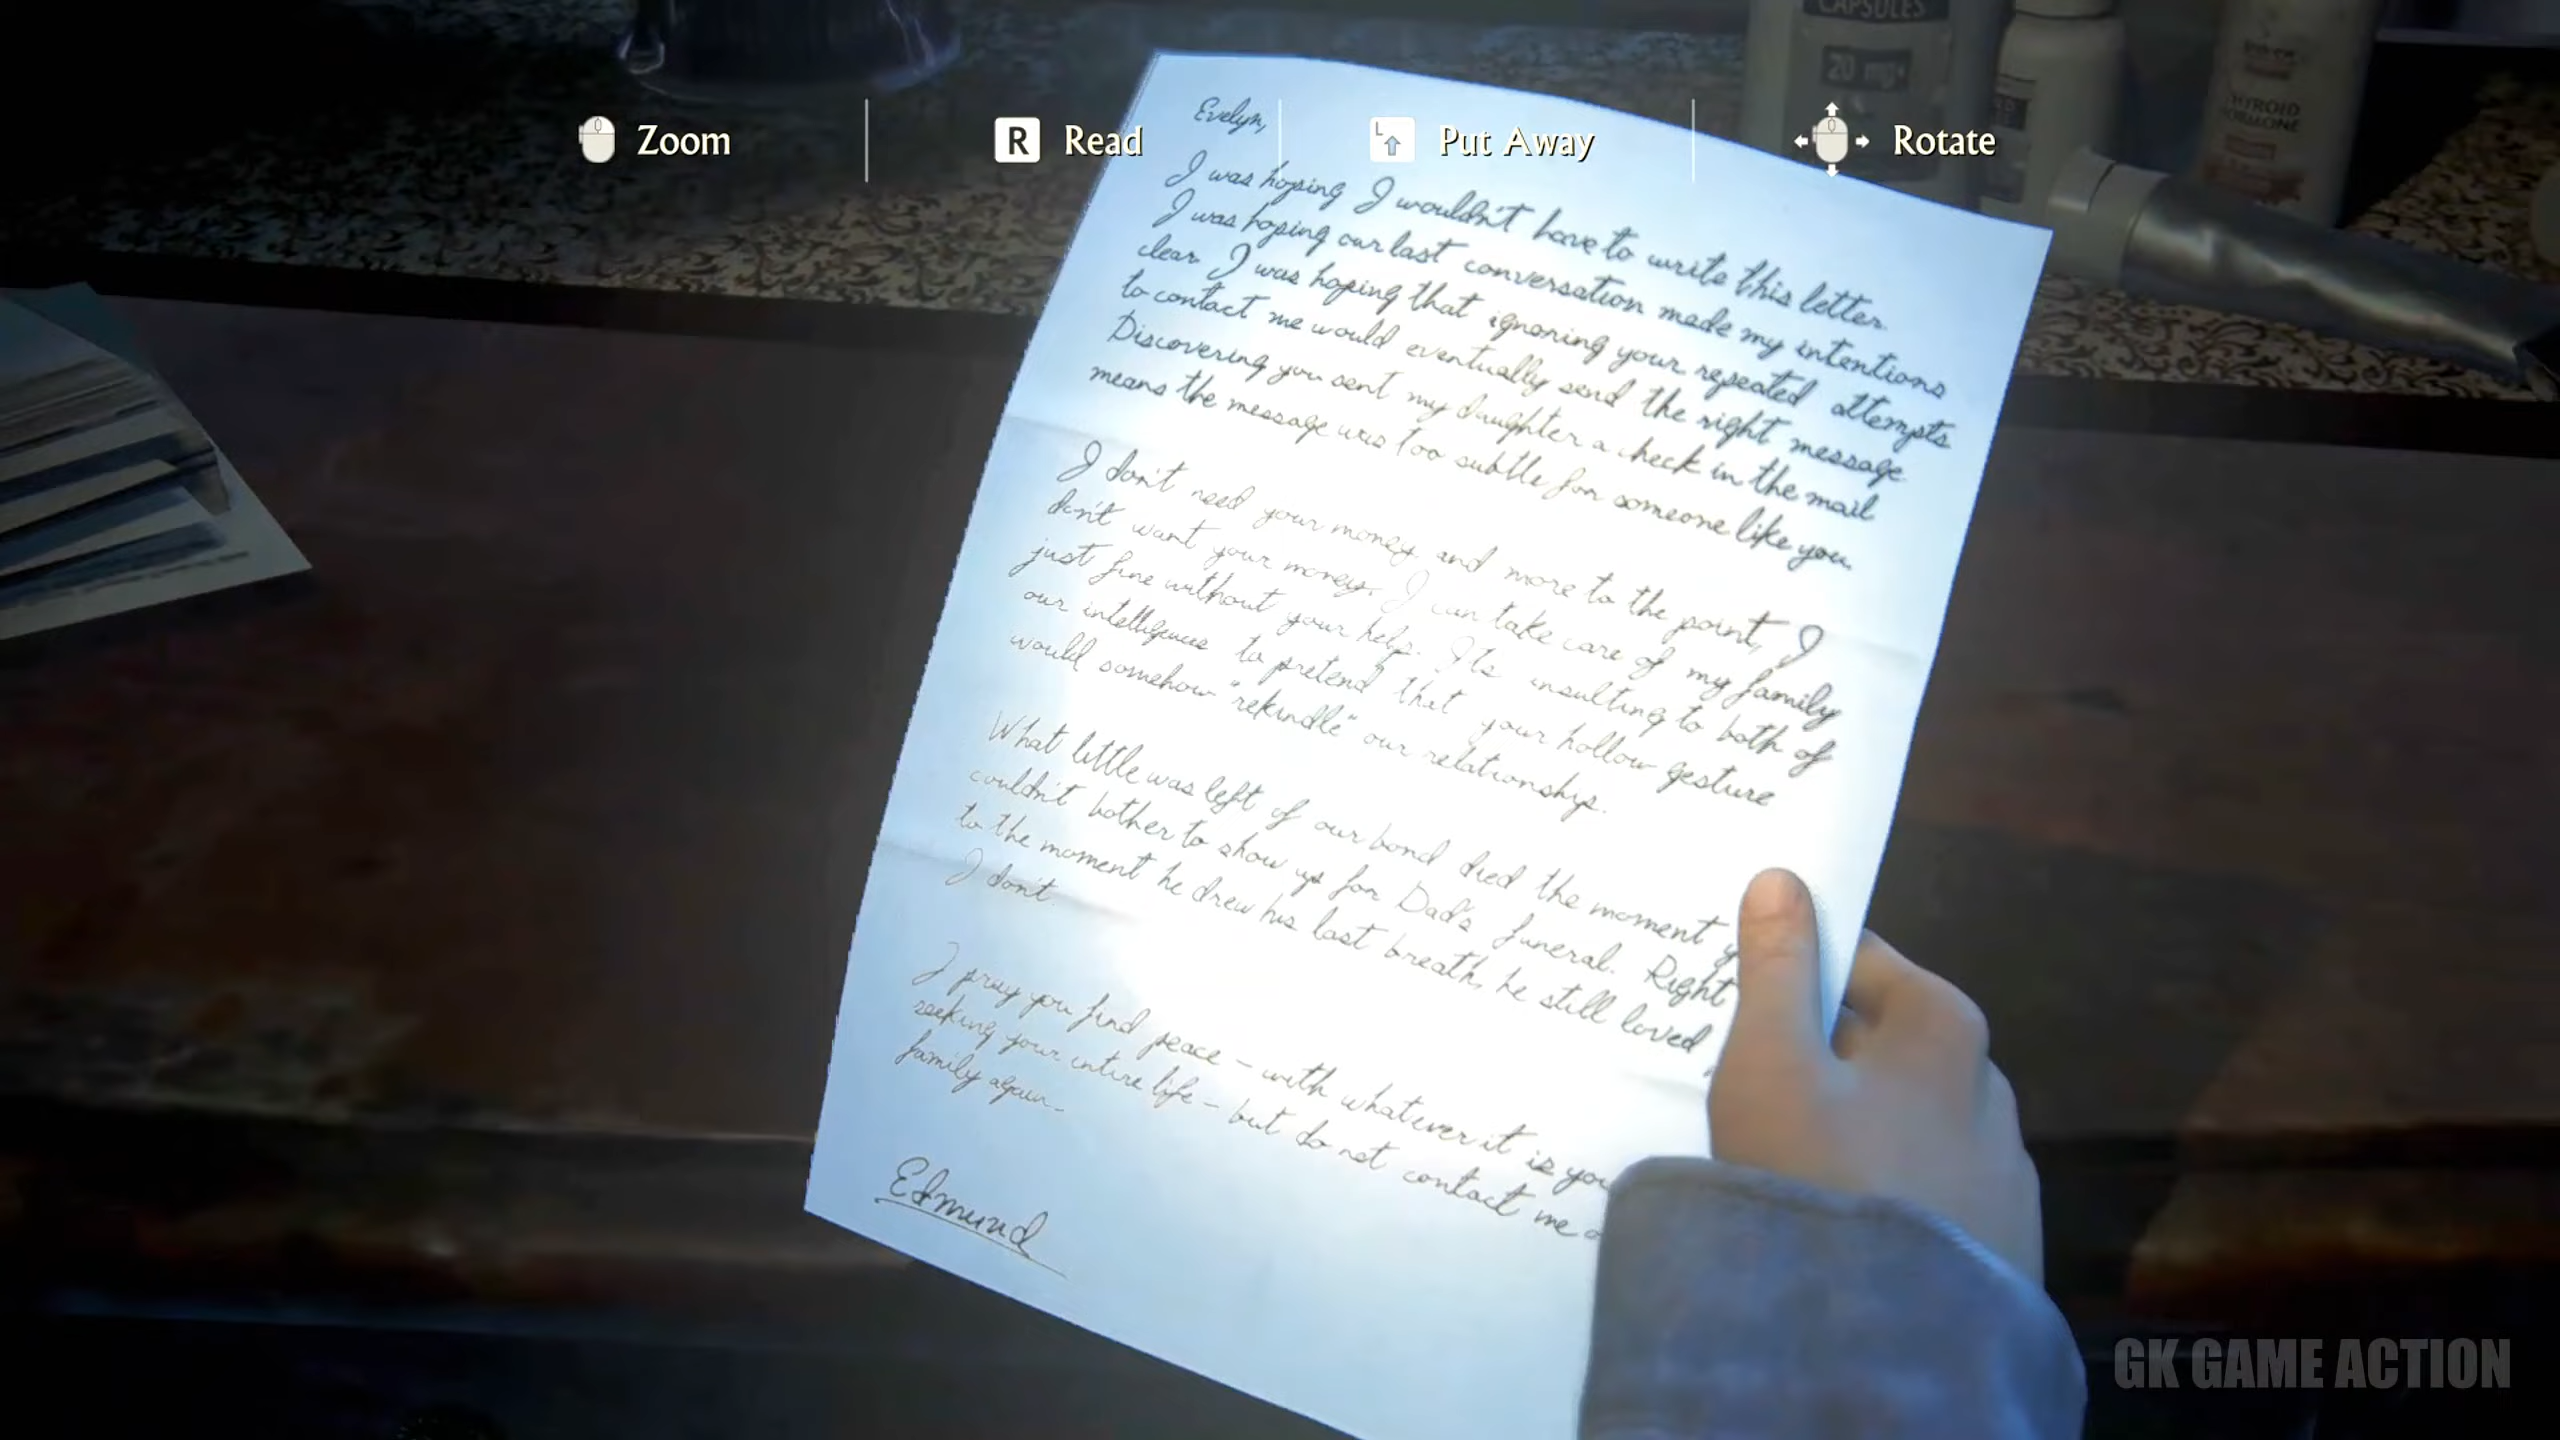 CAPSULES
20 mg
Zoom
R Read
L Put Away
Rotate
Evelyn,
I was hoping I wouldn't have to write this letter.
I was hoping our last conversation made my intentions
clear. I was hoping that ignoring your repeated attempts
to contact me would eventually send the right message.
Discovering you sent my daughter a check in the mail
means the message was too subtle for someone like you.
I don't need your money and more to the point, I
don't want your money. I can take care of my family
just fine without your help. Its insulting to both of
our intelligences to pretend that your hollow gesture
would somehow "rekindle" our relationship.
What little was left of our bond died the moment y
couldn't bother to show up for Dad's funeral. Right
to the moment he drew his last breath, he still loved
I don't.
I pray you find peace - with whatever it is you
seeking your entire life - but do not contact me o
family again.
Edmund
GK GAME ACTION